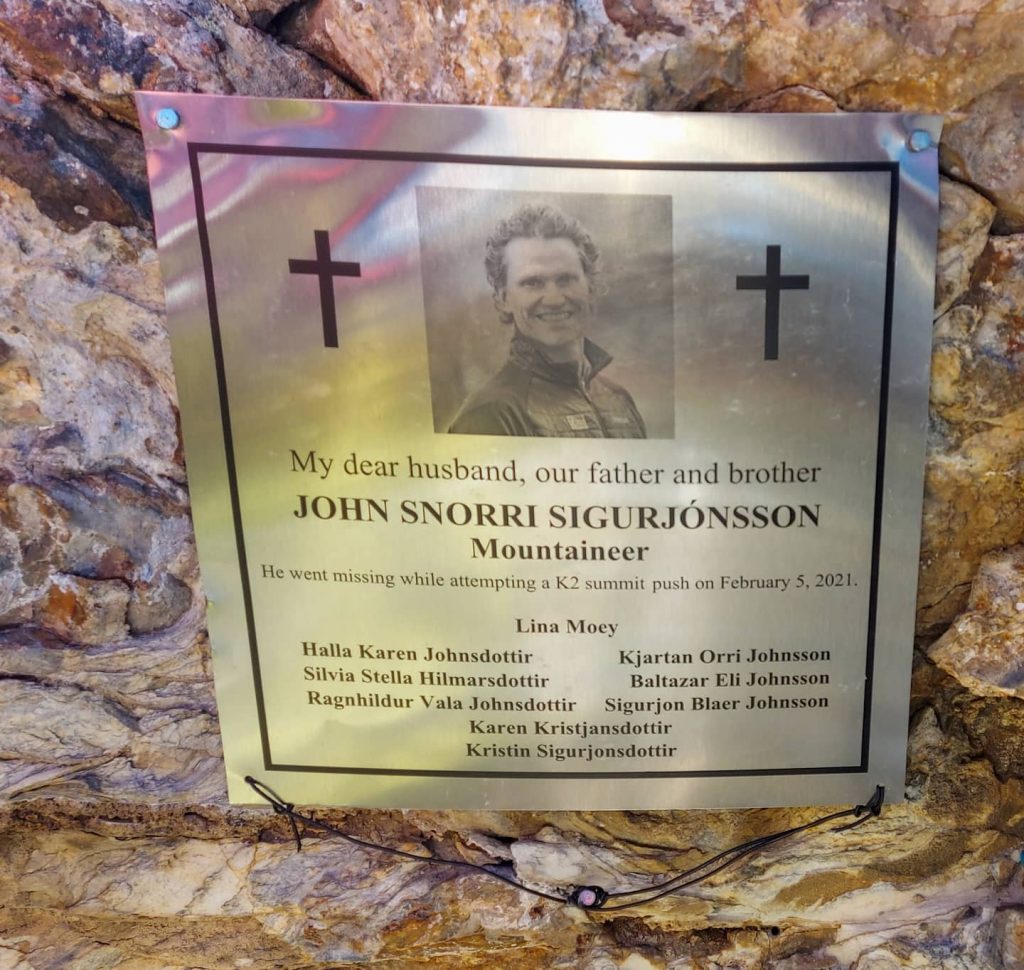 My dear husband, our father and brother
JOHN SNORRI SIGURJÓNSSON
Mountaineer
He went missing while attempting a K2 summit push on February 5, 2021.
Lina Moey
Halla Karen Johnsdottir Kjartan Orri Johnsson
Silvia Stella Hilmarsdottir Baltazar Eli Johnsson
Ragnhildur Vala Johnsdottir Sigurjon Blaer Johnsson
Karen Kristjansdottir
Kristin Sigurjonsdottir